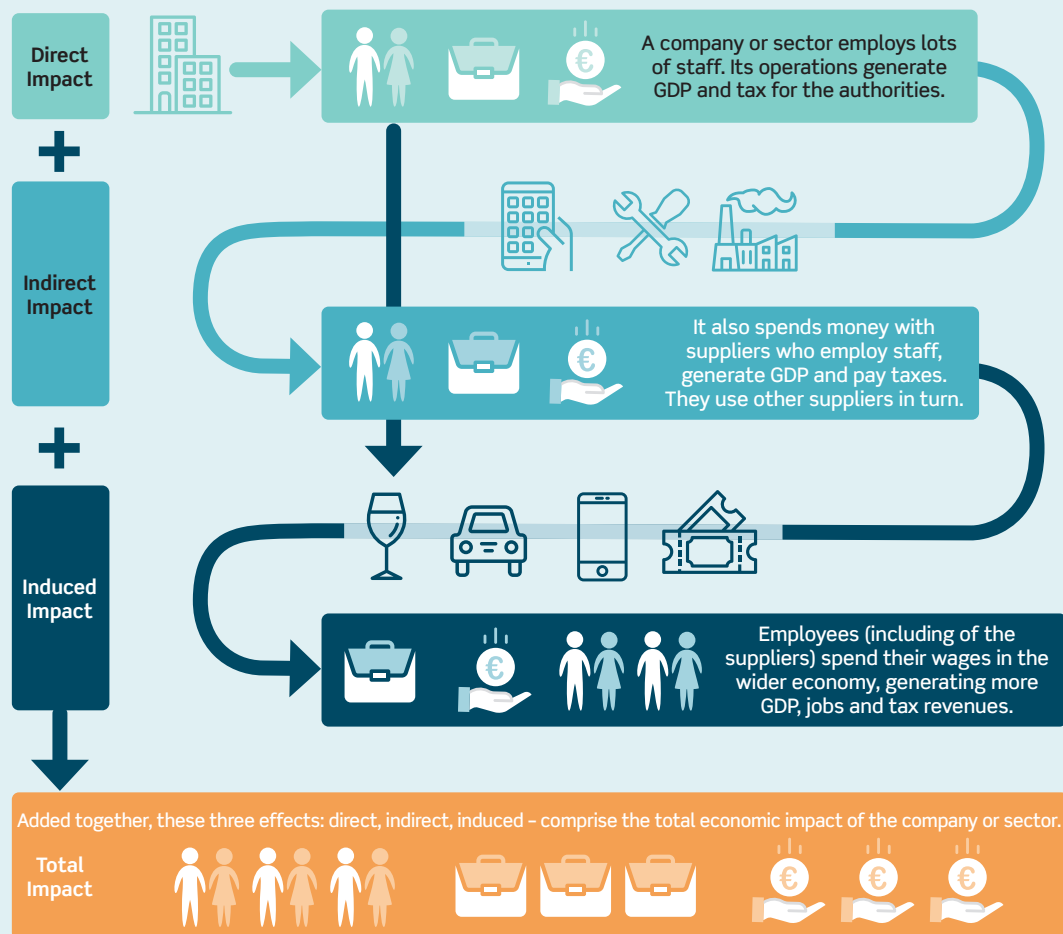 Direct
Impact
A company or sector employs lots
of staff. Its operations generate
GDP and tax for the authorities.
€
+
Indirect
Impact
It also spends money with
suppliers who employ staff,
generate GDP and pay taxes.
They use other suppliers in turn.
€
+
Induced
Impact
Employees (including of the
suppliers) spend their wages in the
wider economy, generating more
GDP, jobs and tax revenues.
€
Added together, these three effects: direct, indirect, induced – comprise the total economic impact of the company or sector.
Total
Impact
€ € €